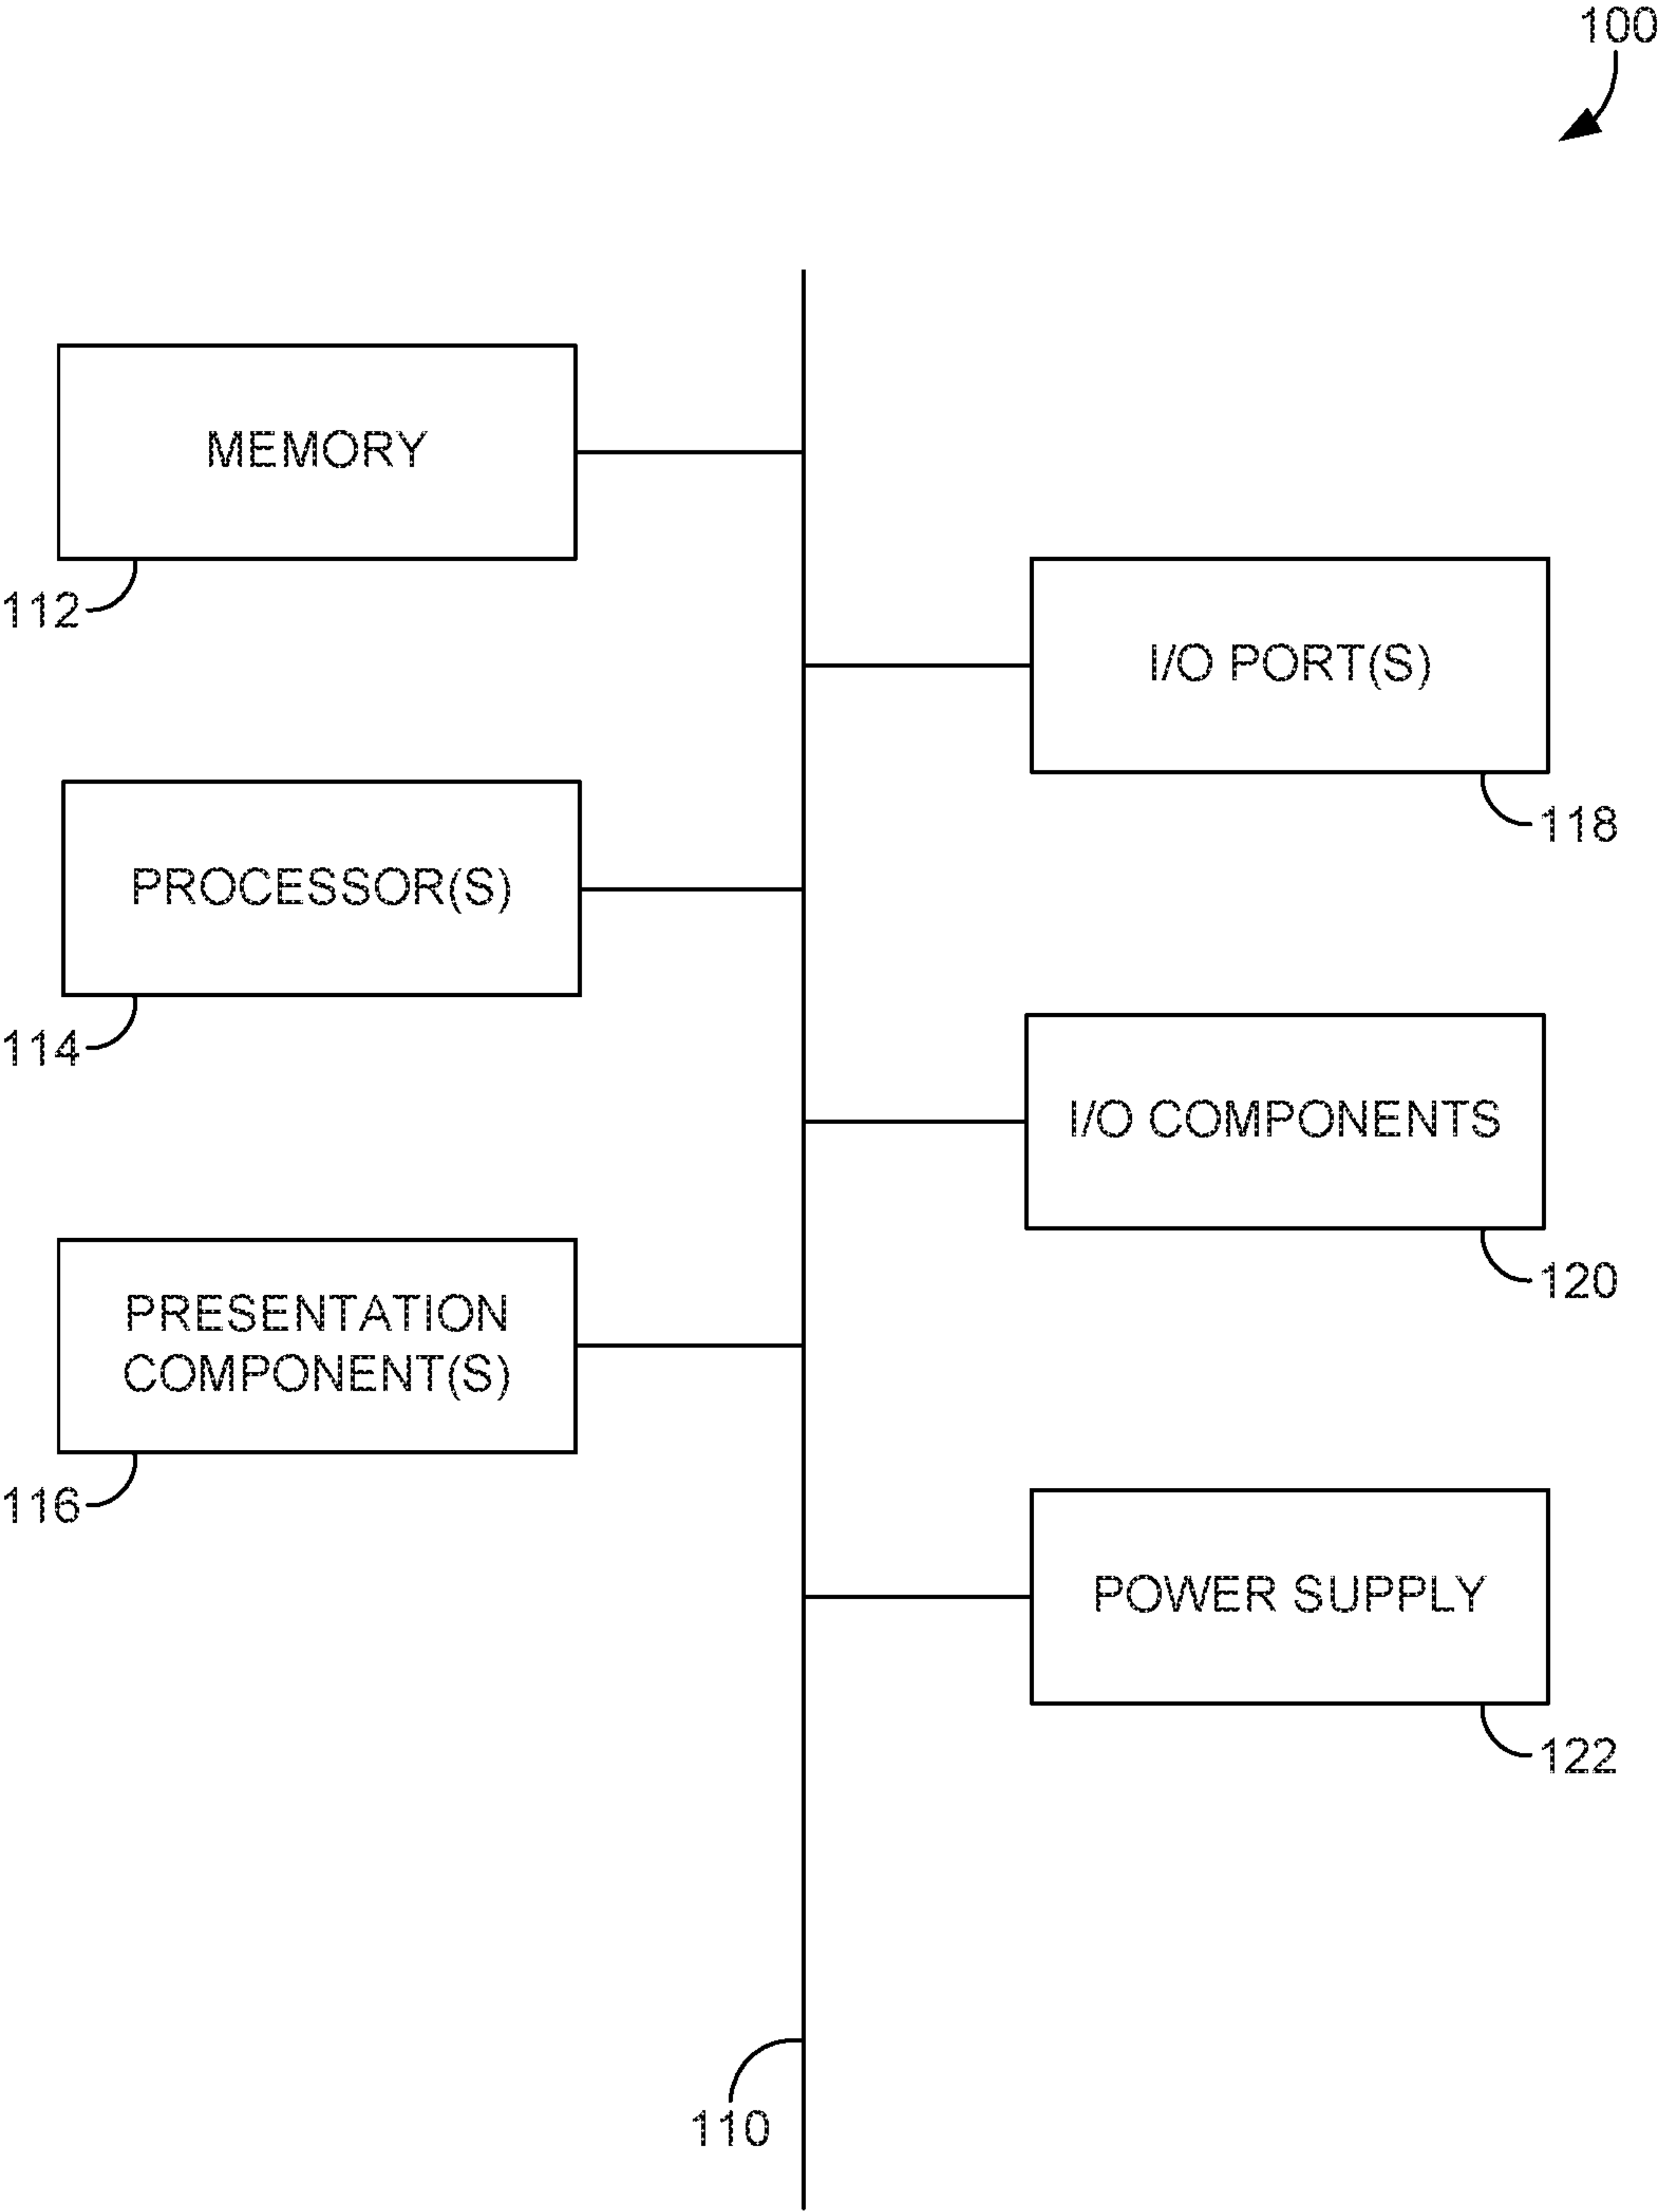 100
MEMORY
112
I/O PORT(S)
118
PROCESSOR(S)
114
I/O COMPONENTS
120
PRESENTATION
COMPONENT(S)
116
POWER SUPPLY
122
110